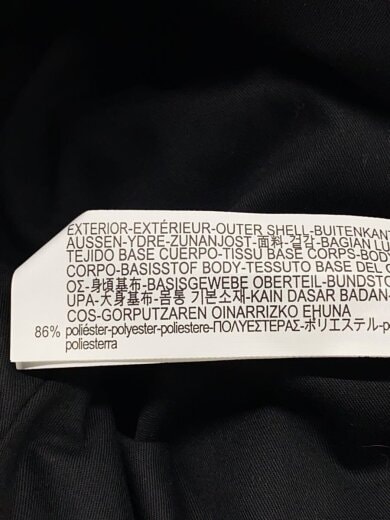 EXTERIOR-EXTÉRIEUR-OUTER SHELL-BUITENKANT
AUSSEN-YDRE-ZUNANJOST-面料-겉감-BAGIAN LU
TEJIDO BASE CUERPO-TISSU BASE CORPS-BODY
CORPO-BASISSTOF BODY-TESSUTO BASE DEL C
ΟΣ-身頃基布-BASISGEWEBE OBERTEIL-BUNDSTO
UPA-大身基布-몸통 기본소재-KAIN DASAR BADAN
COS-GORPUTZAREN OINARRIZKO EHUNA
86% poliéster-polyester-poliestere-ΠΟΛΥΕΣΤΕΡΑΣ-ポリエステル-p
poliesterra